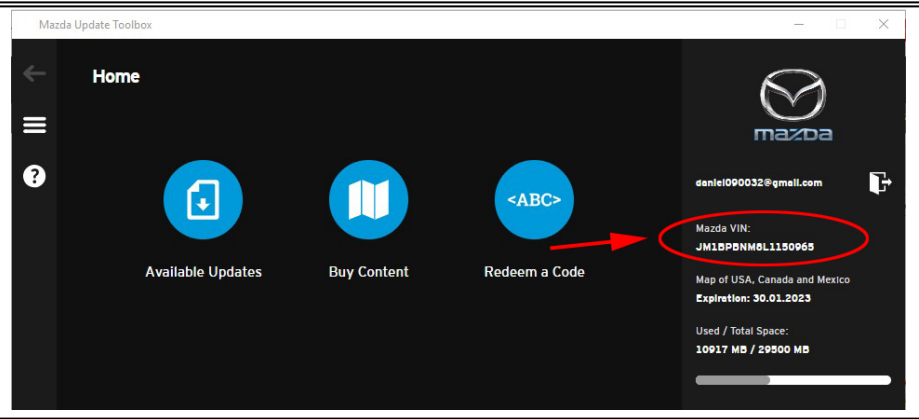 Mazda Update Toolbox
Home
<ABC>
Available Updates
Buy Content
Redeem a Code
mazda
daniel090032@gmail.com
Mazda VIN:
JM1BPBNM8L1150965
Map of USA, Canada and Mexico
Expiration: 30.01.2023
Used / Total Space:
10917 MB / 29500 MB